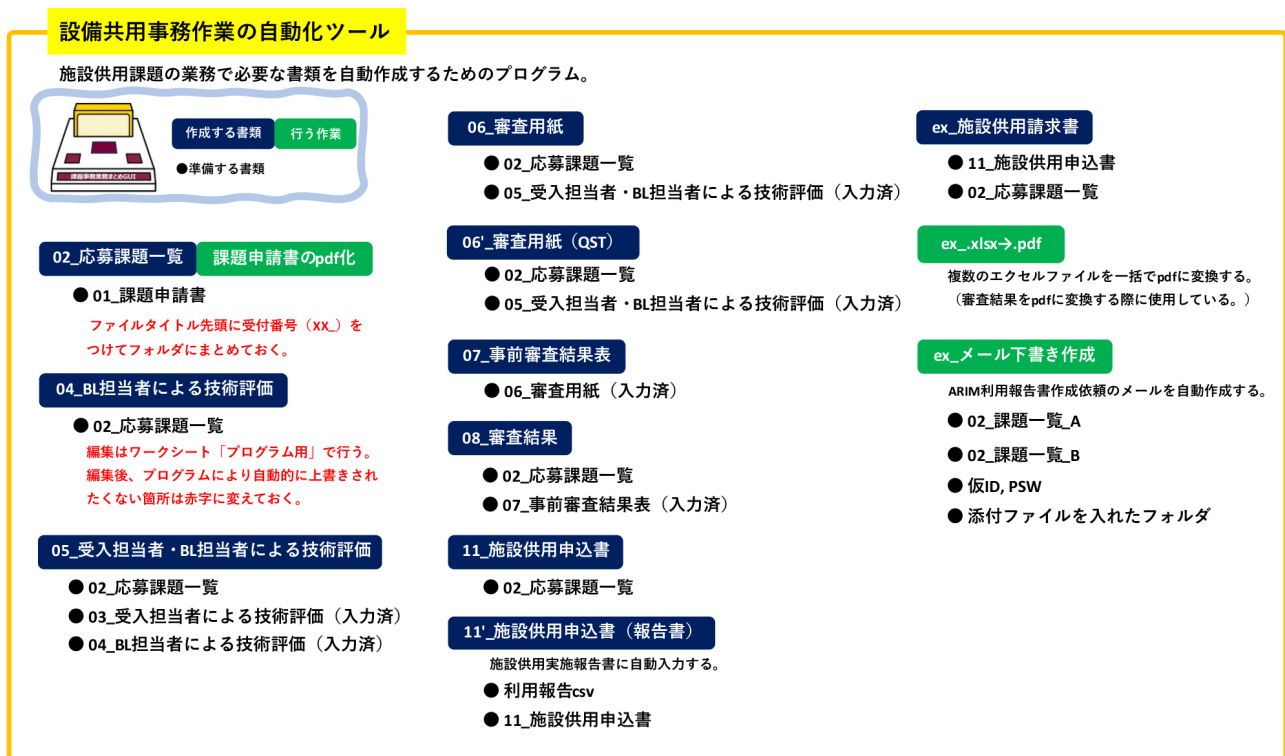 設備共用事務作業の自動化ツール
施設供用課題の業務で必要な書類を自動作成するためのプログラム。
作成する書類 行う作業
●準備する書類
課題事務業務まとめGUI
02_応募課題一覧 課題申請書のpdf化
● 01_課題申請書
ファイルタイトル先頭に受付番号（XX_）を
つけてフォルダにまとめておく。
04_BL担当者による技術評価
● 02_応募課題一覧
編集はワークシート「プログラム用」で行う。
編集後、プログラムにより自動的に上書きされ
たくない箇所は赤字に変えておく。
05_受入担当者・BL担当者による技術評価
● 02_応募課題一覧
● 03_受入担当者による技術評価（入力済）
● 04_BL担当者による技術評価（入力済）
06_審査用紙
● 02_応募課題一覧
● 05_受入担当者・BL担当者による技術評価（入力済）
06'_審査用紙（QST）
● 02_応募課題一覧
● 05_受入担当者・BL担当者による技術評価（入力済）
07_事前審査結果表
● 06_審査用紙（入力済）
08_審査結果
● 02_応募課題一覧
● 07_事前審査結果表（入力済）
11_施設供用申込書
● 02_応募課題一覧
11'_施設供用申込書（報告書）
施設供用実施報告書に自動入力する。
● 利用報告csv
● 11_施設供用申込書
ex_施設供用請求書
● 11_施設供用申込書
● 02_応募課題一覧
ex_.xlsx→.pdf
複数のエクセルファイルを一括でpdfに変換する。
（審査結果をpdfに変換する際に使用している。）
ex_メール下書き作成
ARIM利用報告書作成依頼のメールを自動作成する。
● 02_課題一覧_A
● 02_課題一覧_B
● 仮ID, PSW
● 添付ファイルを入れたフォルダ